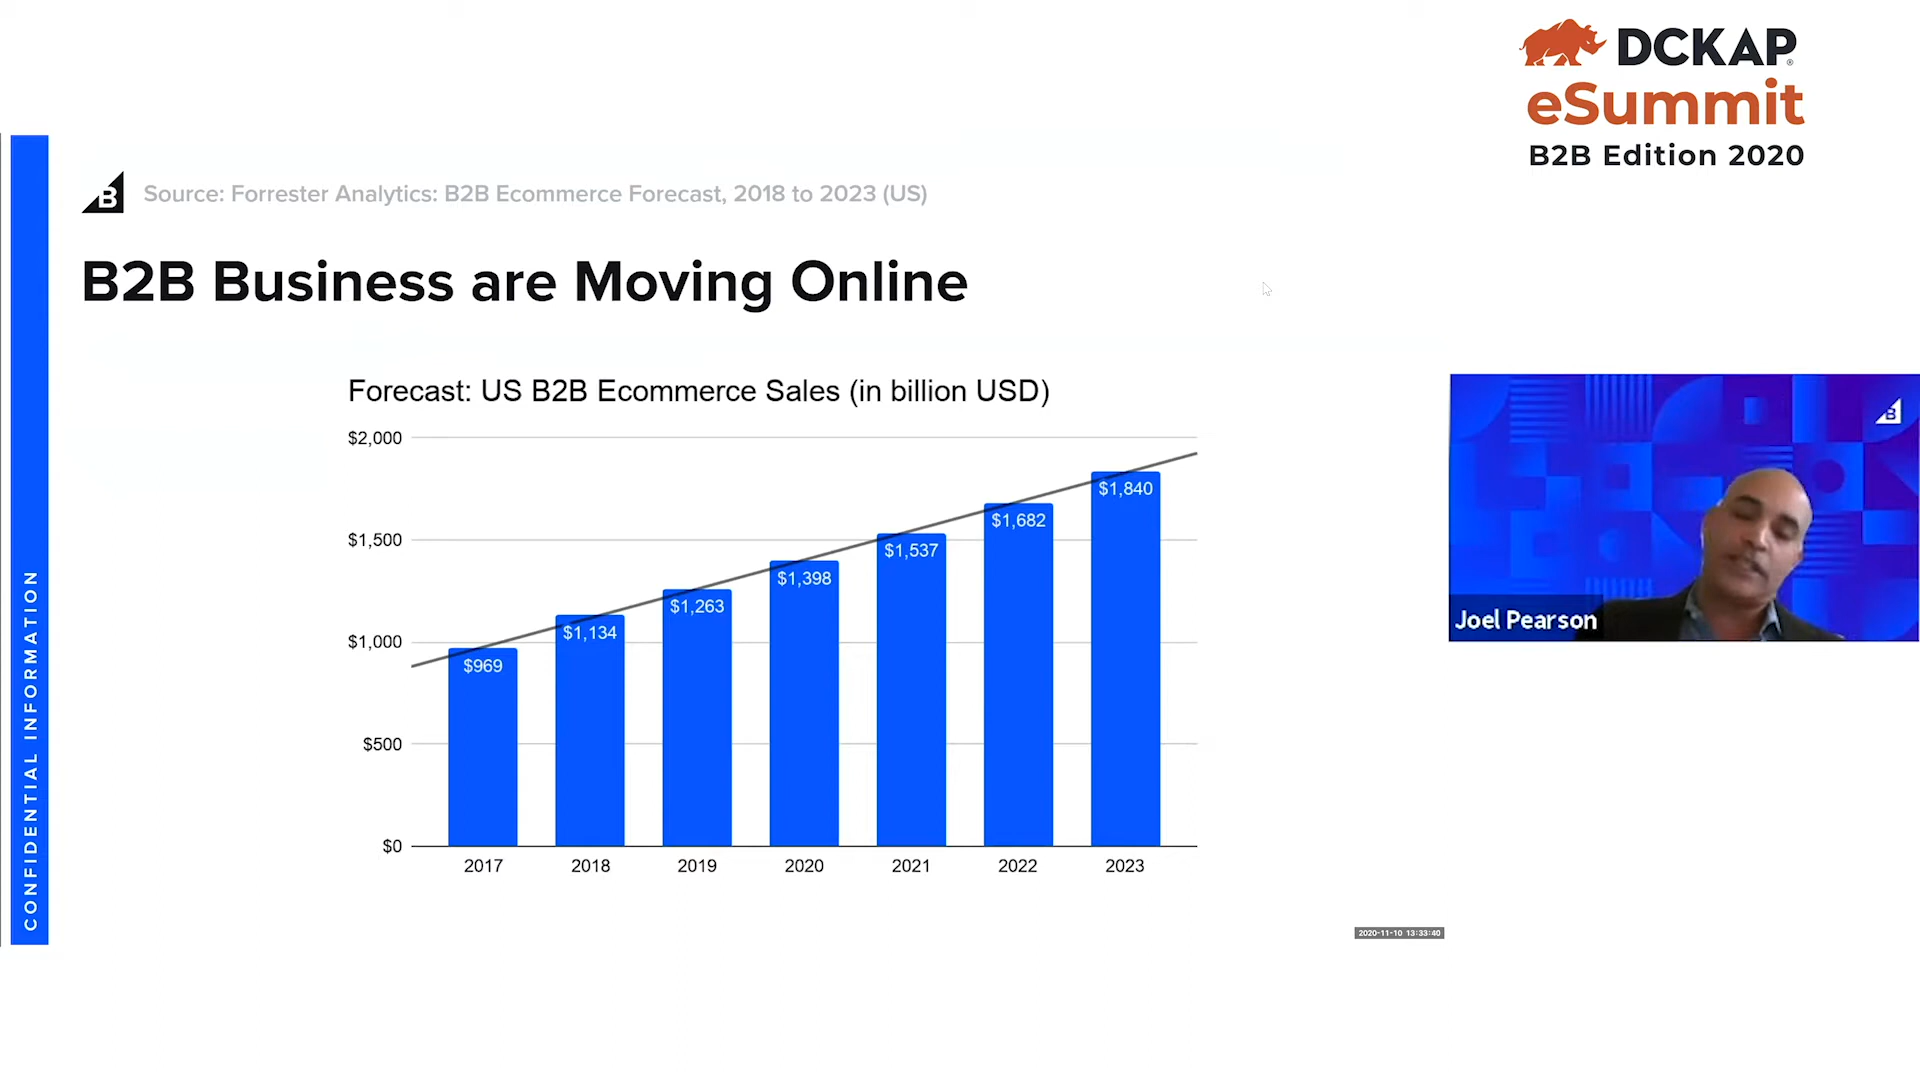 DCKAP
eSummit
B2B Edition 2020
B
Source: Forrester Analytics: B2B Ecommerce Forecast, 2018 to 2023 (US)
B2B Business are Moving Online
Forecast: US B2B Ecommerce Sales (in billion USD)
$2,000
$1,500
$1,000
$500
$0
$969
$1,134
$1,263
$1,398
$1,537
$1,682
$1,840
2017
2018
2019
2020
2021
2022
2023
CONFIDENTIAL INFORMATION
B
Joel Pearson
2020-11-10 13:33:40